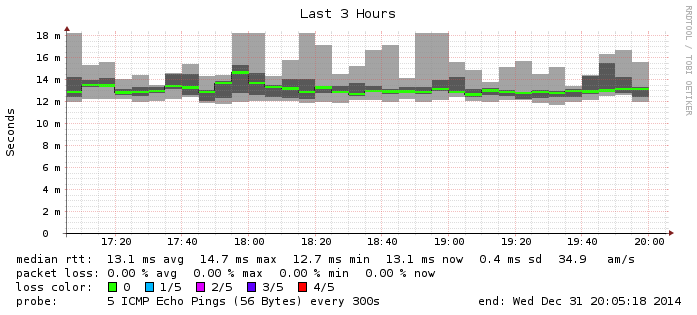 Last 3 Hours
RRDTOOL / TOBI OETIKER
Seconds
18 m
16 m
14 m
12 m
10 m
8 m
6 m
4 m
2 m
0
17:20 17:40 18:00 18:20 18:40 19:00 19:20 19:40 20:00
median rtt: 13.1 ms avg 14.7 ms max 12.7 ms min 13.1 ms now 0.4 ms sd 34.9 am/s
packet loss: 0.00 % avg 0.00 % max 0.00 % min 0.00 % now
loss color: 0 1/5 2/5 3/5 4/5
probe: 5 ICMP Echo Pings (56 Bytes) every 300s end: Wed Dec 31 20:05:18 2014